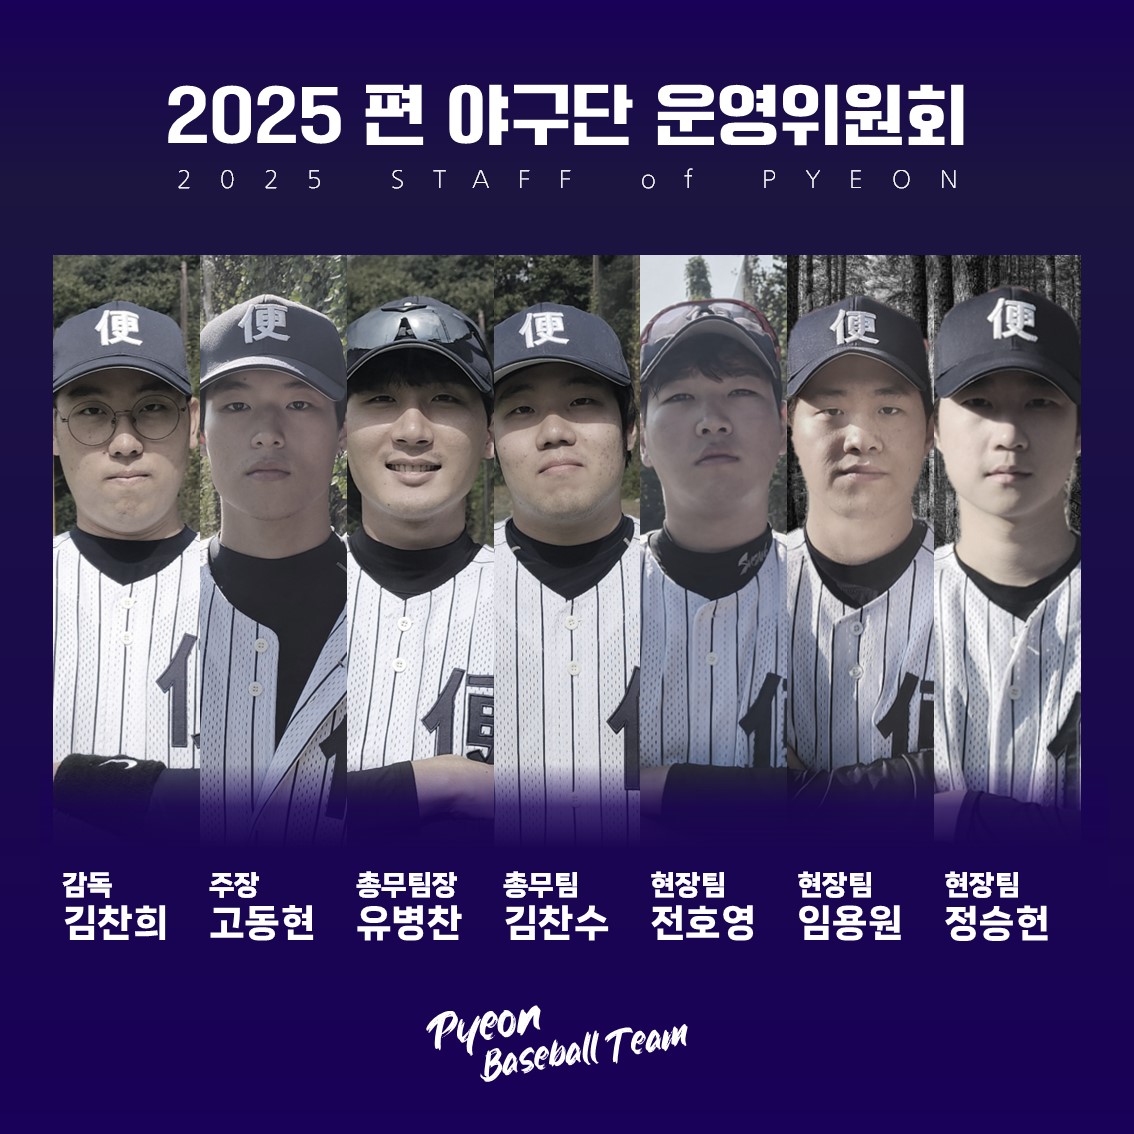 2025 편 야구단 운영위원회
2025 STAFF of PYEON
便 便 便 便 便 便
감독 주장 총무팀장 총무팀 현장팀 현장팀 현장팀
김찬희 고동현 유병찬 김찬수 전호영 임용원 정승헌
Pyeon
Baseball Team